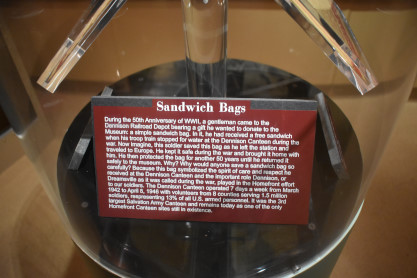 Sandwich Bags
During the 50th Anniversary of WWII, a gentleman came to the
Dennison Railroad Depot bearing a gift he wanted to donate to the
Museum: a simple sandwich bag. In it, he had received a free sandwich
when his troop train stopped for water at the Dennison Canteen during the
war. Now imagine, this soldier saved this bag as he left the station and
traveled to Europe. He kept it safe during the war and brought it home with
him. He then protected the bag for another 50 years until he returned it
safely to the museum. Why? Why would anyone save a sandwich bag so
carefully? Because this bag symbolized the spirit of care and respect he
received at the Dennison Canteen and the important role Dennison, or
Dreamsville as it was called during the war, played in the Homefront effort
to our soldiers. The Dennison Canteen operated 7 days a week from March
1942 to April 8, 1946 with volunteers from 8 counties serving 1.5 million
soldiers, representing 13% of all U.S. armed personnel. It was the 3rd
largest Salvation Army Canteen and remains today as one of the only
Homefront Canteen sites still in existence.